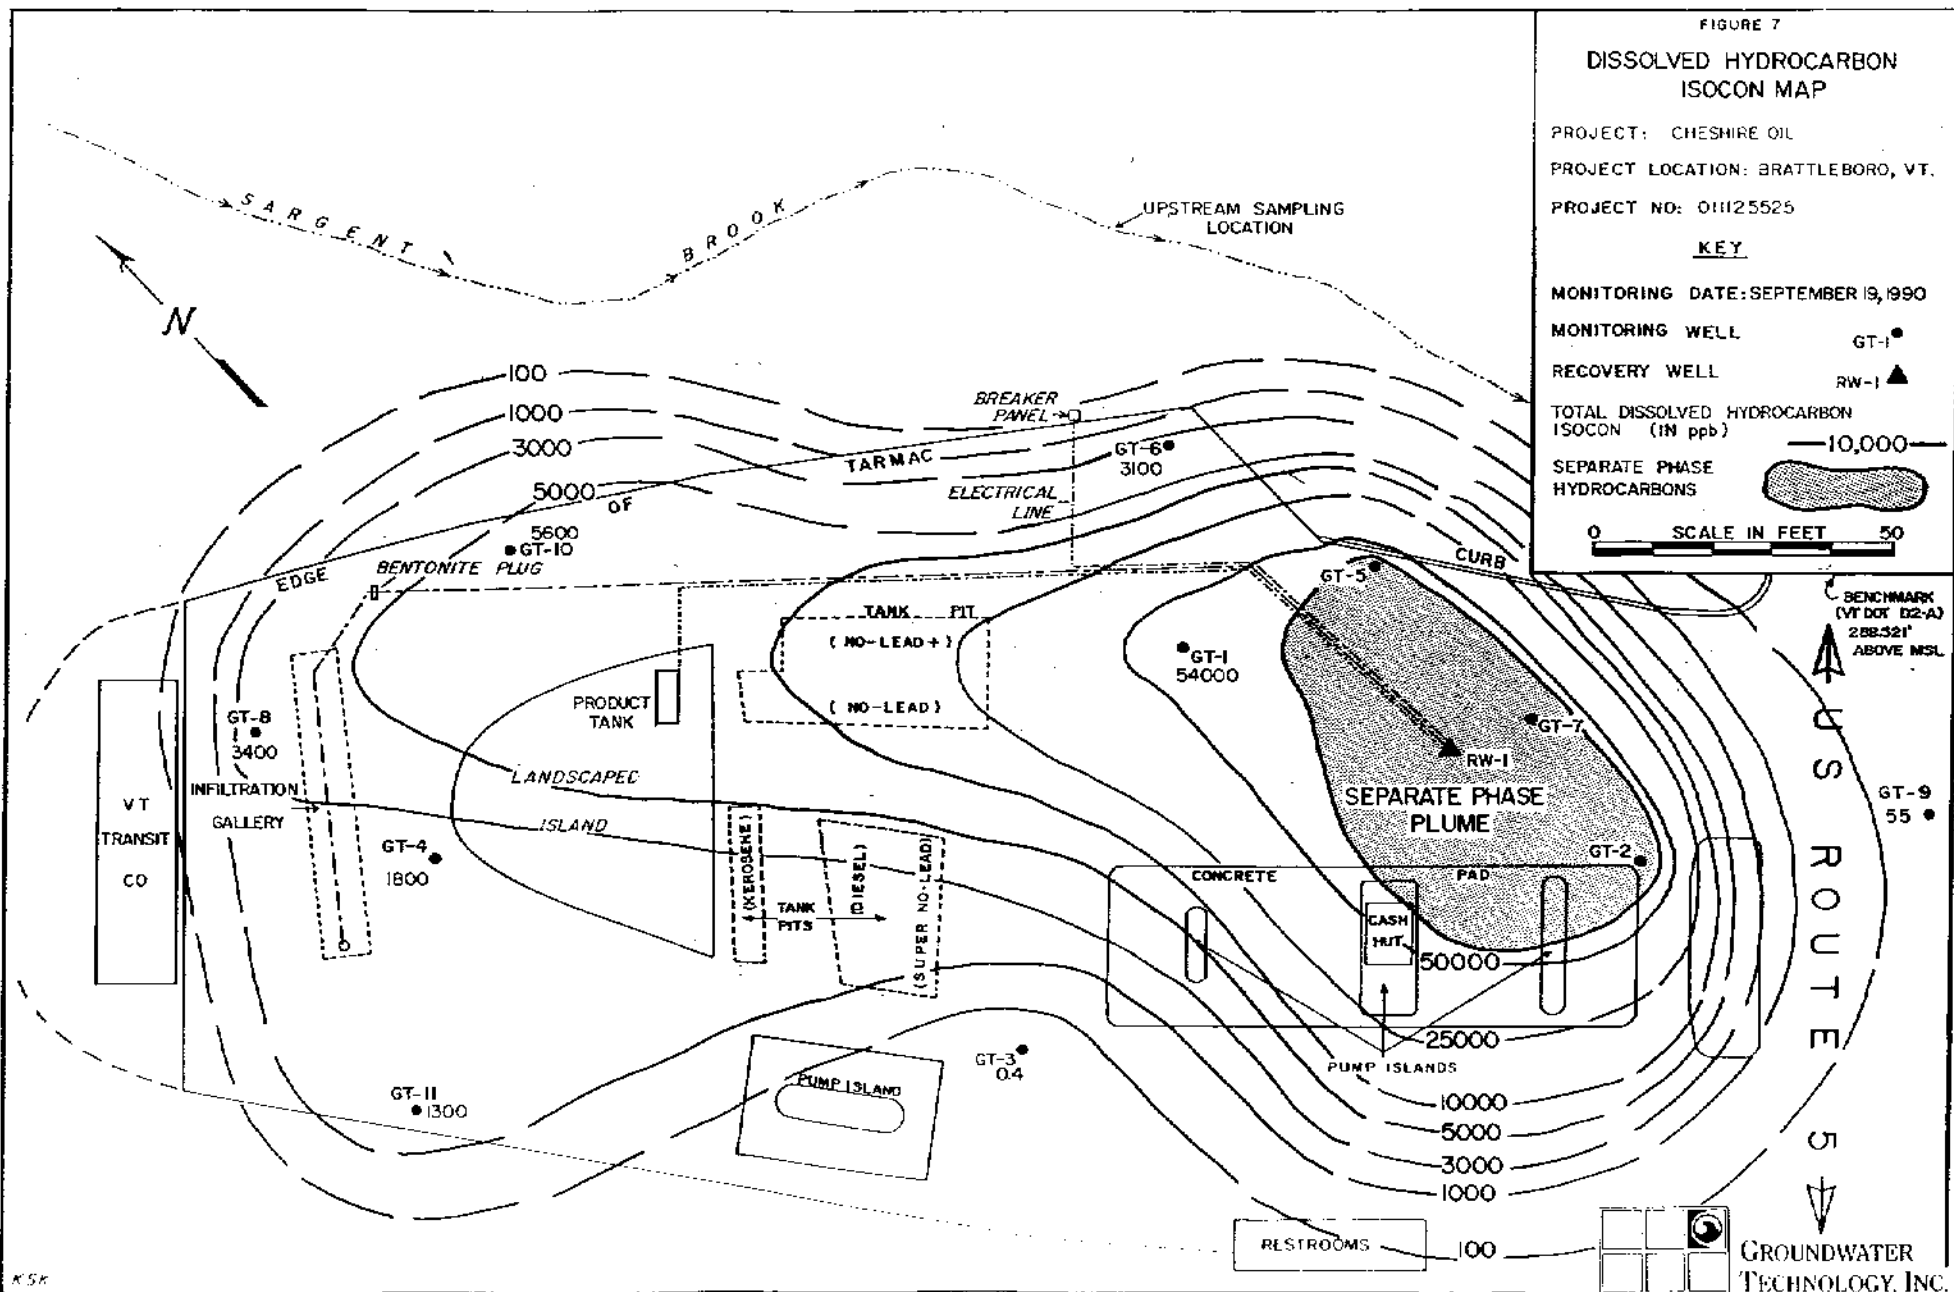 FIGURE 7
DISSOLVED HYDROCARBON
ISOCON MAP
PROJECT: CHESHIRE OIL
PROJECT LOCATION: BRATTLEBORO, VT.
PROJECT NO: 011125525
KEY
MONITORING DATE: SEPTEMBER 19, 1990
MONITORING WELL GT-1
RECOVERY WELL RW-1
TOTAL DISSOLVED HYDROCARBON
ISOCON (IN ppb) 10,000
SEPARATE PHASE
HYDROCARBONS
0 SCALE IN FEET 50
SARGENT BROOK
UPSTREAM SAMPLING
LOCATION
N
100
1000
3000
5000
BREAKER
PANEL
GT-6
3100
EDGE OF TARMAC
ELECTRICAL
LINE
5600
GT-10
BENTONITE PLUG
CURB
GT-5
BENCHMARK
(VT DOT D2-A)
288.521'
ABOVE MSL
TANK PIT
(NO-LEAD +)
(NO-LEAD)
GT-1
54000
PRODUCT
TANK
GT-7
RW-1
SEPARATE PHASE
PLUME
GT-8
3400
INFILTRATION
GALLERY
VT
TRANSIT
CO
LANDSCAPED
ISLAND
GT-4
1800
(KEROSENE)
(DIESEL)
(SUPER NO-LEAD)
TANK
PITS
GT-2
CONCRETE PAD
CASH
HUT
GT-9
55
US ROUTE 5
50000
25000
PUMP ISLANDS
GT-3
0.4
PUMP ISLAND
GT-11
1300
10000
5000
3000
1000
100
RESTROOMS
GROUNDWATER
TECHNOLOGY, INC.
KSK